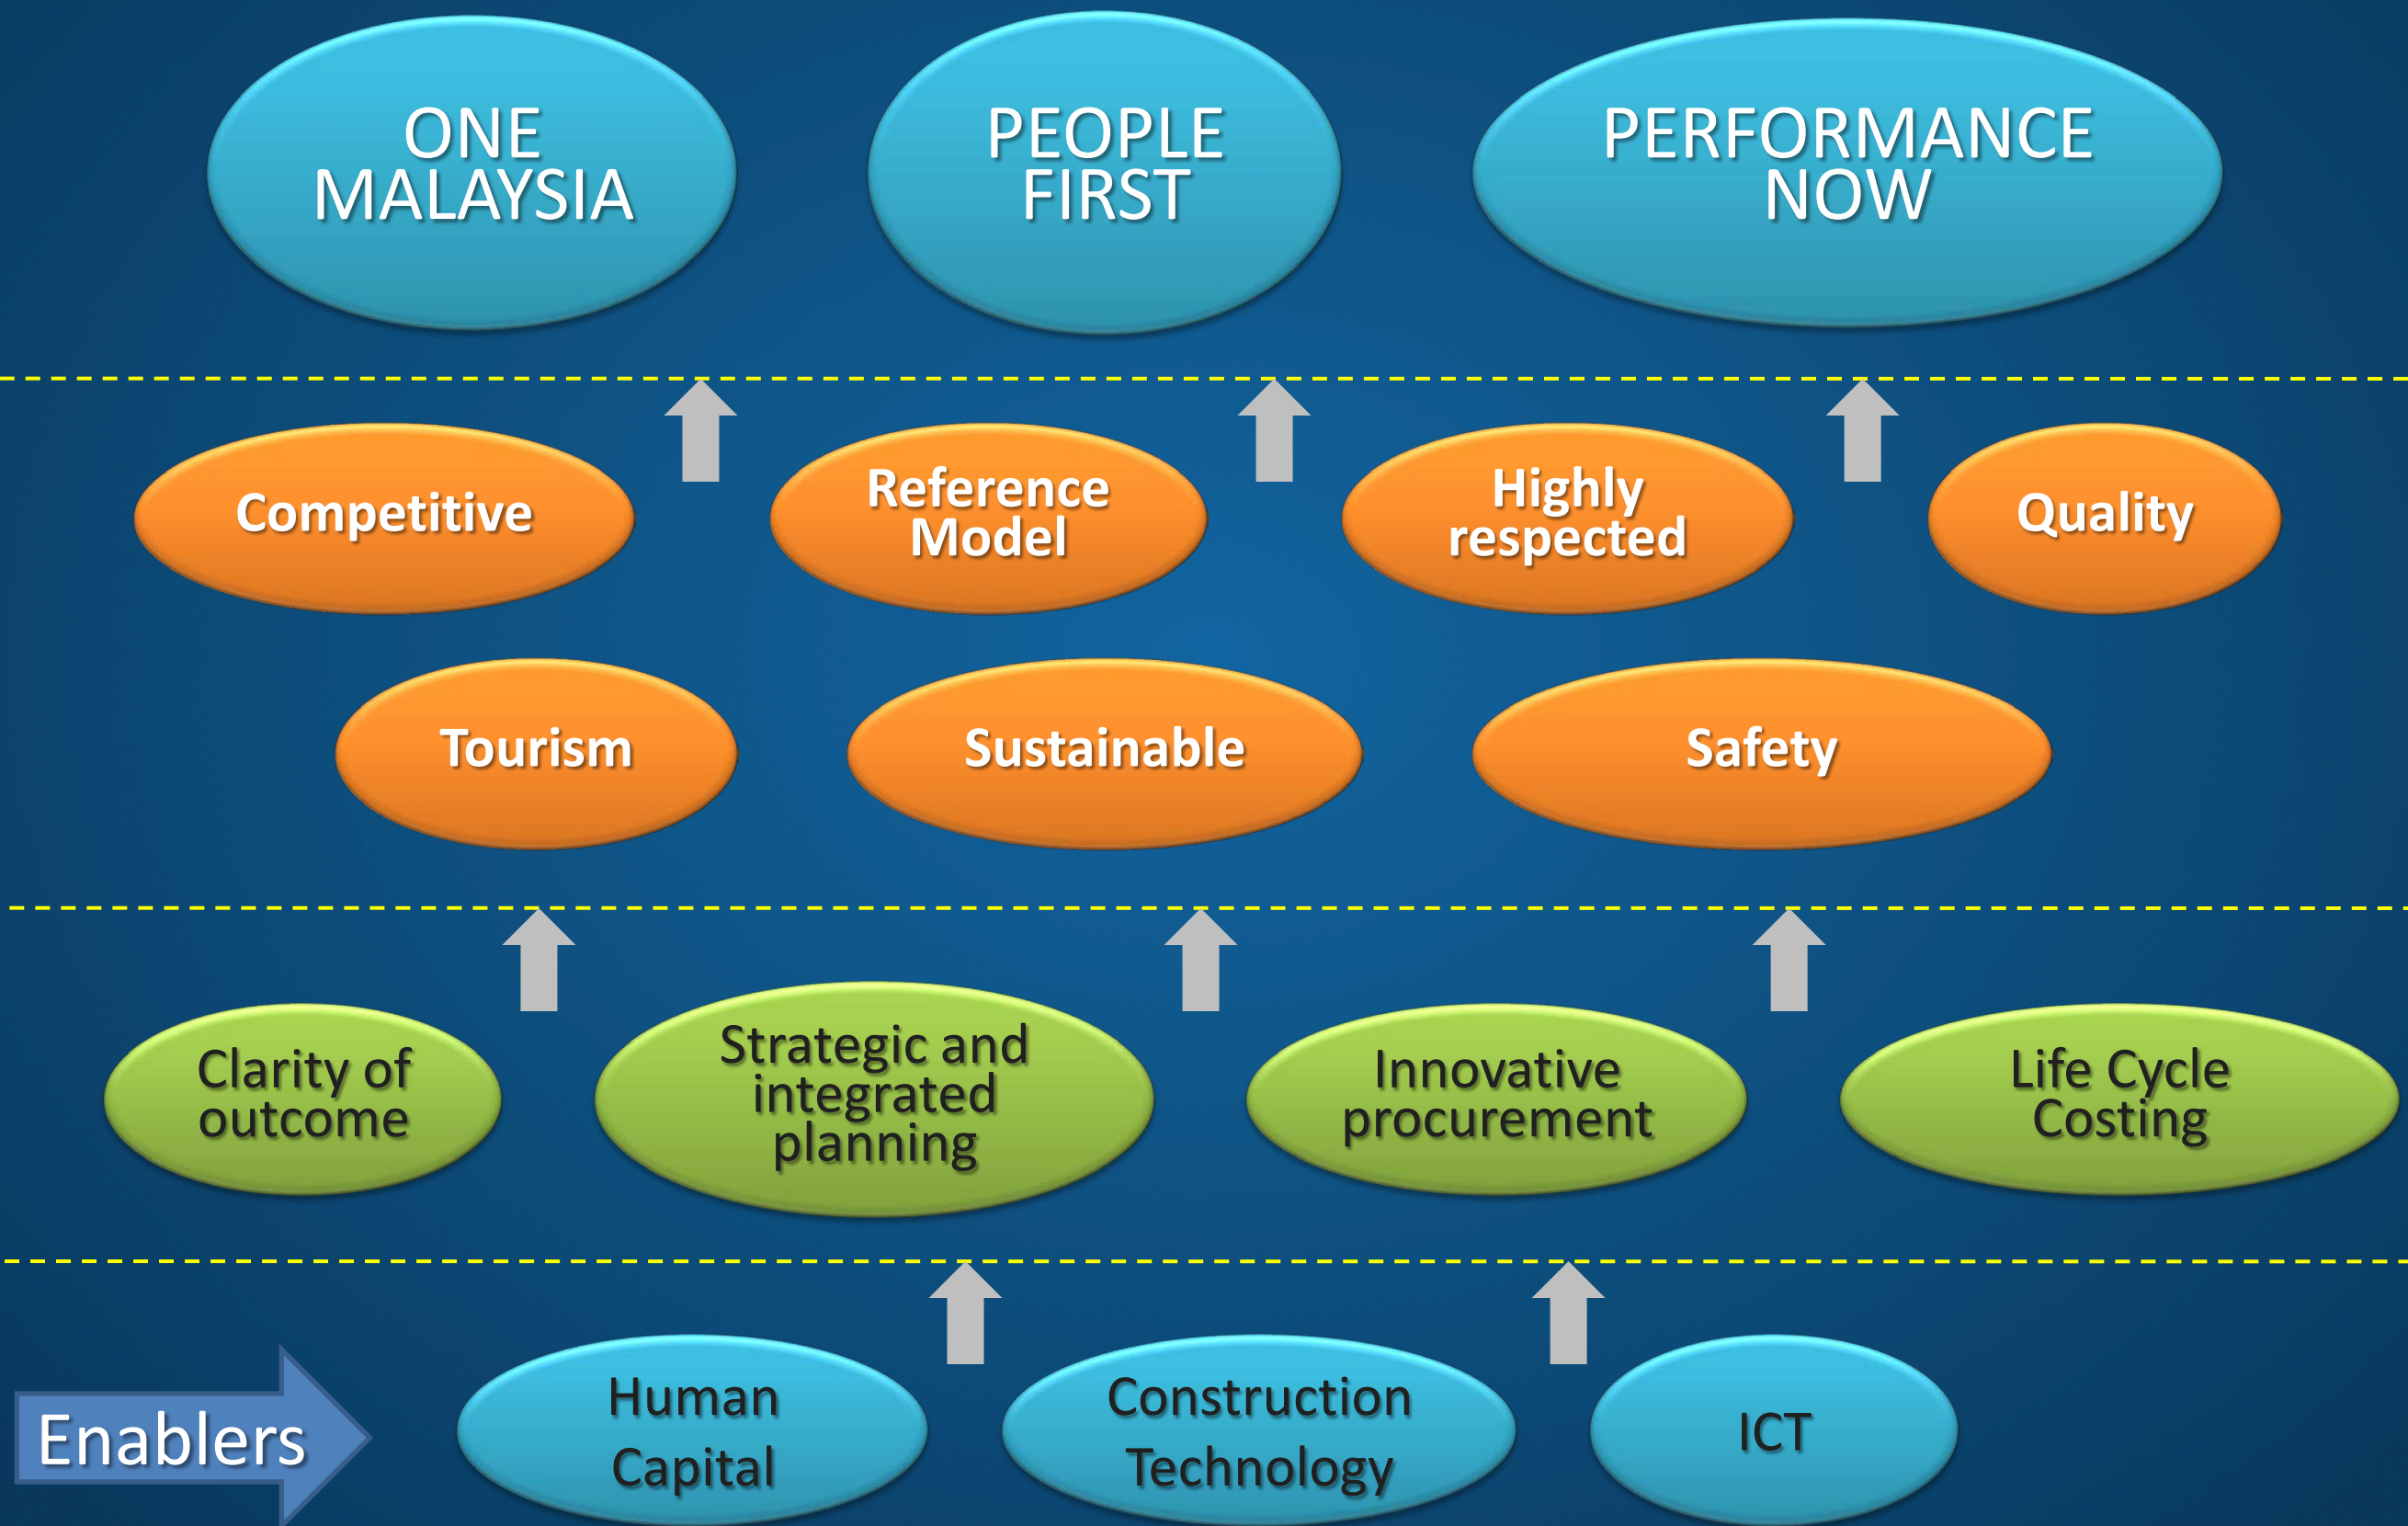 ONE
MALAYSIA
PEOPLE
FIRST
PERFORMANCE
NOW
Competitive
Reference
Model
Highly
respected
Quality
Tourism
Sustainable
Safety
Clarity of
outcome
Strategic and
integrated
planning
Innovative
procurement
Life Cycle
Costing
Enablers
Human
Capital
Construction
Technology
ICT